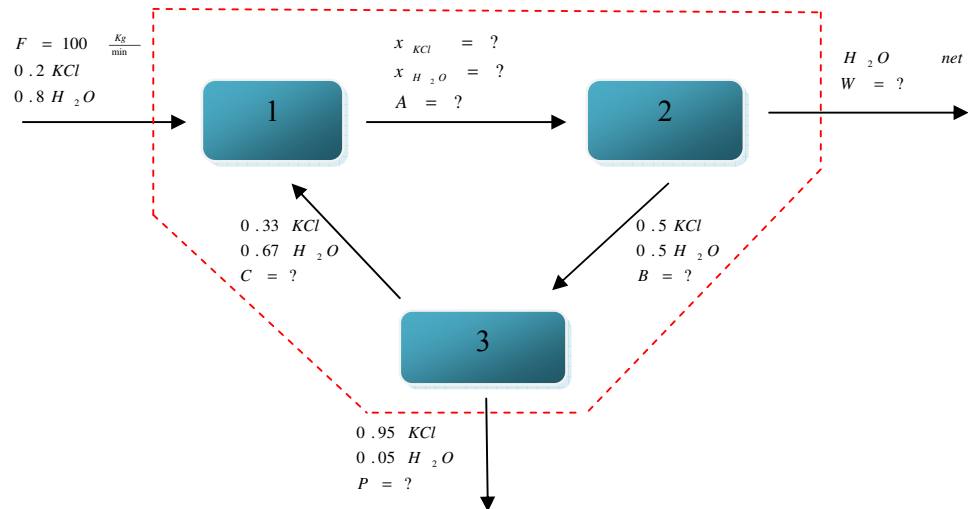 F = 100 Kg/min
0.2 KCl
0.8 H₂O
1
x KCl = ?
x H₂O = ?
A = ?
2
H₂O net
W = ?
0.33 KCl
0.67 H₂O
C = ?
0.5 KCl
0.5 H₂O
B = ?
3
0.95 KCl
0.05 H₂O
P = ?